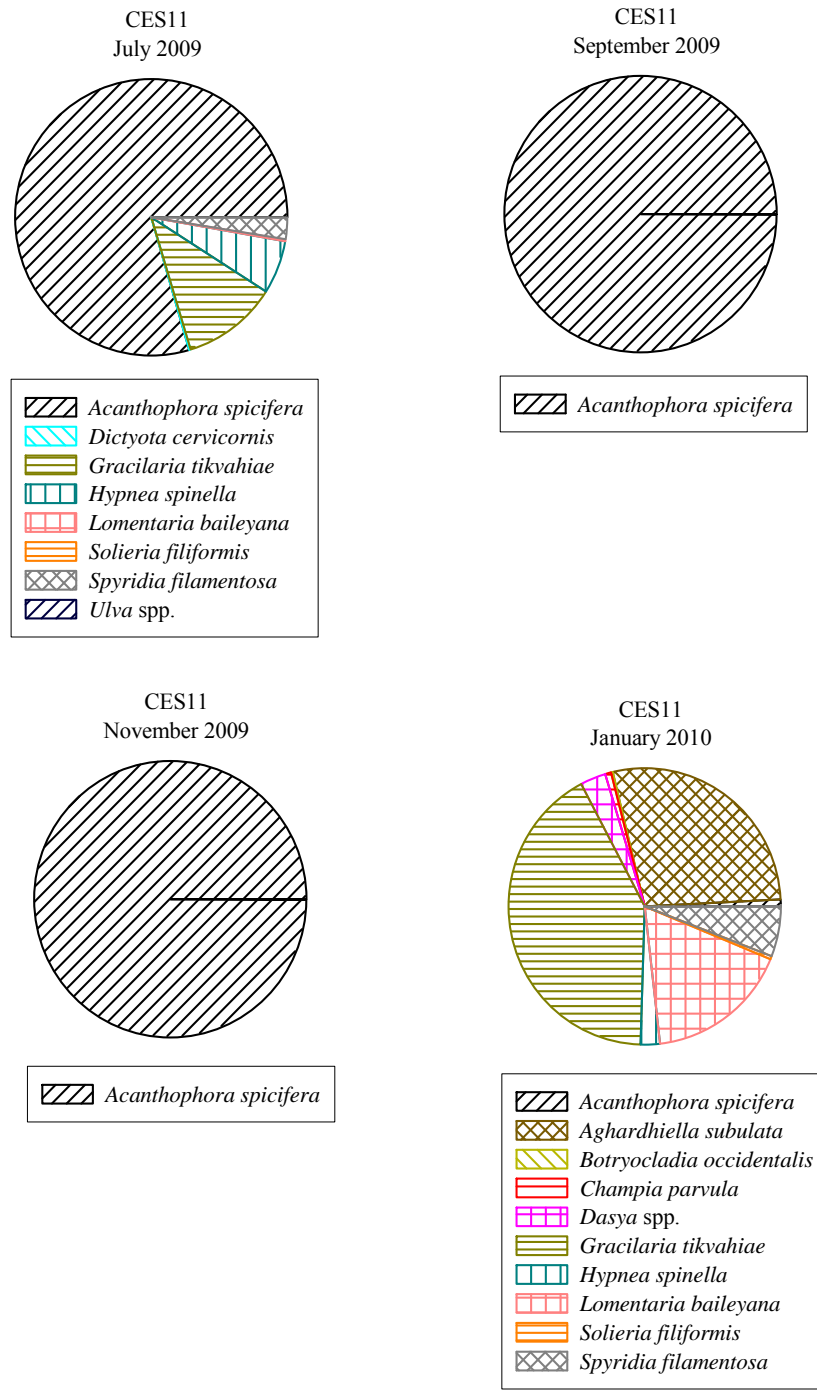 CES11
July 2009
Acanthophora spicifera
Dictyota cervicornis
Gracilaria tikvahiae
Hypnea spinella
Lomentaria baileyana
Solieria filiformis
Spyridia filamentosa
Ulva spp.
CES11
September 2009
Acanthophora spicifera
CES11
November 2009
Acanthophora spicifera
CES11
January 2010
Acanthophora spicifera
Aghardhiella subulata
Botryocladia occidentalis
Champia parvula
Dasya spp.
Gracilaria tikvahiae
Hypnea spinella
Lomentaria baileyana
Solieria filiformis
Spyridia filamentosa